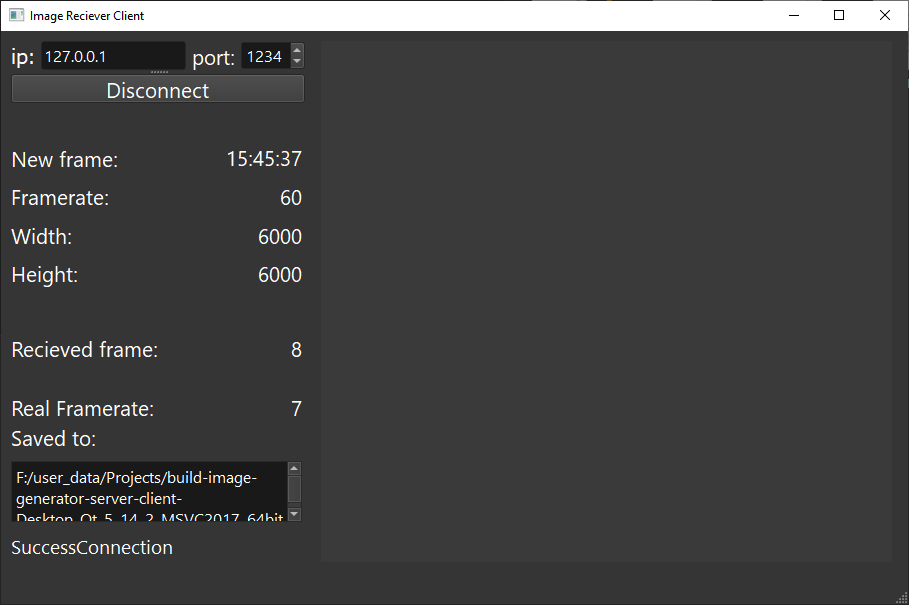 Image Reciever Client
ip: 127.0.0.1 port: 1234
Disconnect
New frame: 15:45:37
Framerate: 60
Width: 6000
Height: 6000
Recieved frame: 8
Real Framerate: 7
Saved to:
F:/user_data/Projects/build-image-
generator-server-client-
Desktop_Qt_5_14_2_MSVC2017_64bit
SuccessConnection